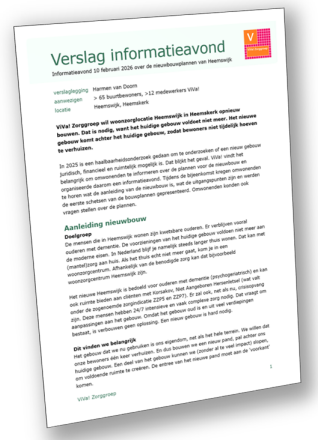 Verslag informatieavond
Informatieavond 10 februari 2026 over de nieuwbouwplannen van Heemswijk
V
verslaglegging Harmen van Doorn
aanwezigen > 65 buurtbewoners, >12 medewerkers ViVa!
locatie Heemswijk, Heemskerk
ViVa! Zorggroep wil woonzorglocatie Heemswijk in Heemskerk opnieuw
bouwen. Dat is nodig, want het huidige gebouw voldoet niet meer. Het nieuwe
gebouw komt achter het huidige gebouw, zodat bewoners niet tijdelijk hoeven
te verhuizen.
In 2025 is een haalbaarheidsonderzoek gedaan om te onderzoeken of een nieuw gebouw
juridisch, financieel en ruimtelijk mogelijk is. Dat blijkt het geval. ViVa! vindt het
belangrijk om omwonenden te informeren over de plannen voor de nieuwbouw en
organiseerde daarom een informatieavond. Tijdens de bijeenkomst kregen omwonenden
te horen wat de aanleiding van de nieuwbouw is, wat de uitgangspunten zijn en werden
de eerste schetsen van de bouwplannen gepresenteerd. Omwonenden konden ook
vragen stellen over de plannen.
Aanleiding nieuwbouw
Doelgroep
De mensen die in Heemswijk wonen zijn kwetsbare ouderen. Er verblijven vooral
ouderen met dementie. De voorzieningen van het huidige gebouw voldoen niet meer aan
de moderne eisen. In Nederland blijf je namelijk steeds langer thuis wonen. Dat kan met
(mantel)zorg aan huis. Als het thuis echt niet meer gaat, kom je in een
woonzorgcentrum. Afhankelijk van de benodigde zorg kan dat bijvoorbeeld
woonzorgcentrum Heemswijk zijn.
Het nieuwe Heemswijk is bedoeld voor ouderen met dementie (psychogeriatrisch) en kan
ook ruimte bieden aan cliënten met Korsakov, Niet Aangeboren Hersenletsel (wat valt
onder de zogenoemde zorgindicatie ZZP5 en ZZP7). Er zal ook, net als nu, crisisopvang
zijn. Deze mensen hebben 24/7 intensieve en vaak complexe zorg nodig. Dat vraagt om
aanpassingen aan het gebouw. Omdat het gebouw oud is en uit veel verdiepingen
bestaat, is verbouwen geen oplossing. Een nieuw gebouw is hard nodig.
Dit vinden we belangrijk
Het gebouw dat we nu gebruiken is ons eigendom, net als het hele terrein. We willen dat
onze bewoners één keer verhuizen. En dus bouwen we een nieuw pand, pal achter ons
huidige gebouw. Een deel van het gebouw kunnen we (zonder al te veel impact) slopen,
om voldoende ruimte te creëren. De entree van het nieuwe pand moet aan de 'voorkant'
komen.
1
ViVa! Zorggroep